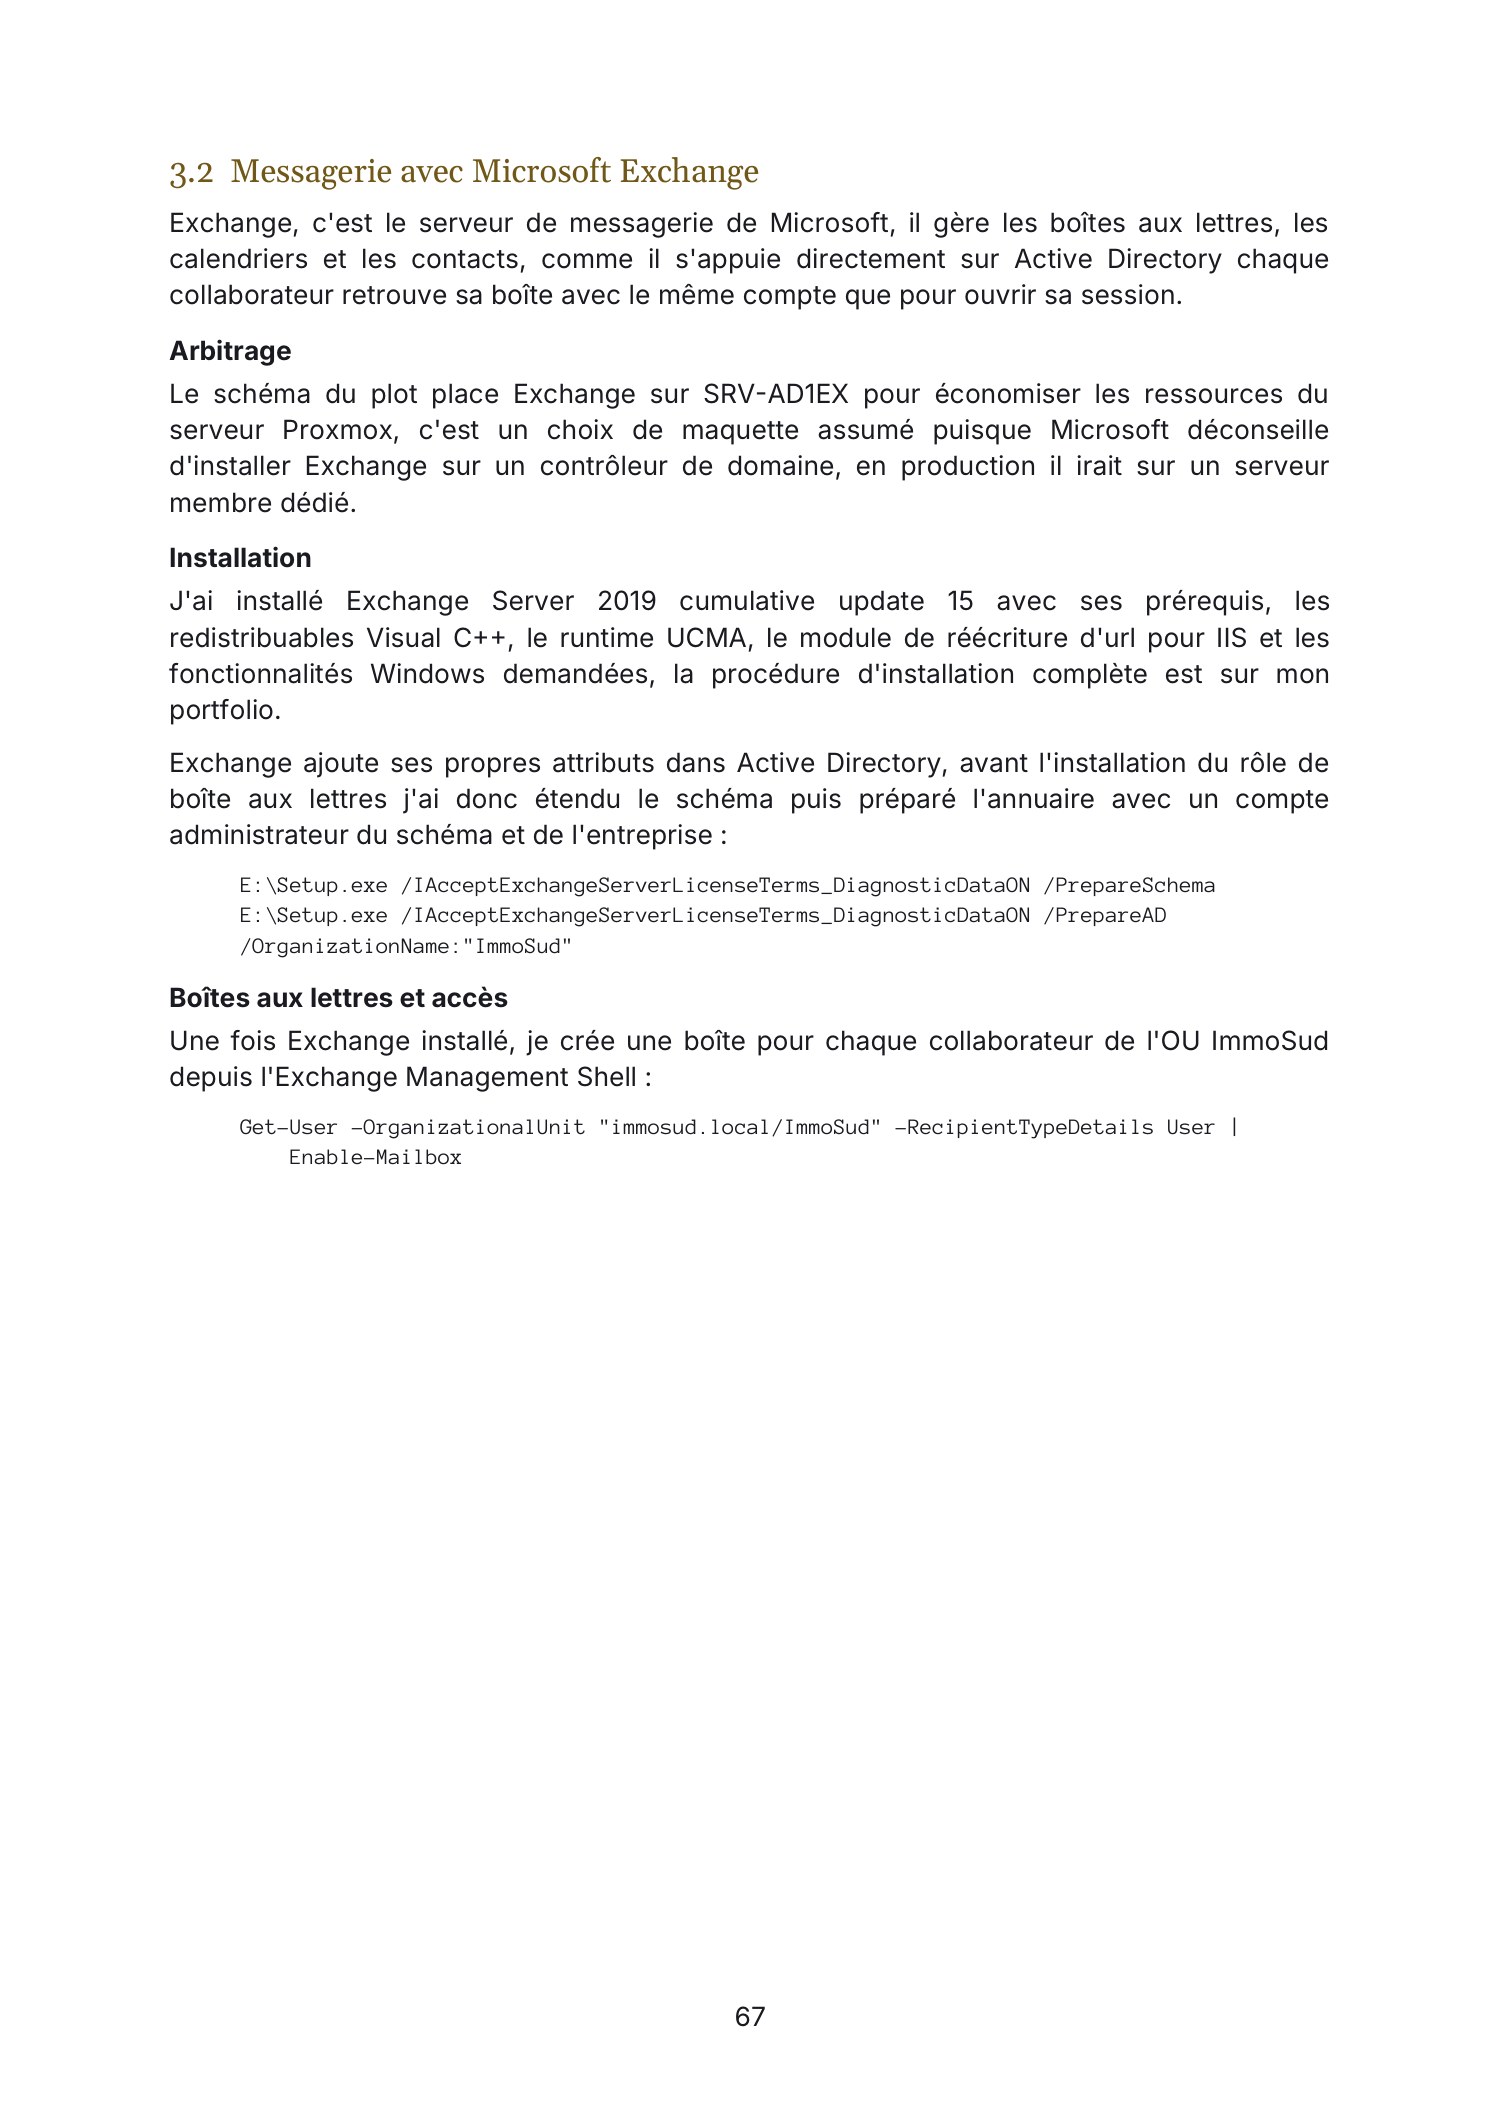 3.2 Messagerie avec Microsoft Exchange
Exchange, c'est le serveur de messagerie de Microsoft, il gère les boîtes aux lettres, les
calendriers et les contacts, comme il s'appuie directement sur Active Directory chaque
collaborateur retrouve sa boîte avec le même compte que pour ouvrir sa session.
Arbitrage
Le schéma du plot place Exchange sur SRV-AD1EX pour économiser les ressources du
serveur Proxmox, c'est un choix de maquette assumé puisque Microsoft déconseille
d'installer Exchange sur un contrôleur de domaine, en production il irait sur un serveur
membre dédié.
Installation
J'ai installé Exchange Server 2019 cumulative update 15 avec ses prérequis, les
redistribuables Visual C++, le runtime UCMA, le module de réécriture d'url pour IIS et les
fonctionnalités Windows demandées, la procédure d'installation complète est sur mon
portfolio.
Exchange ajoute ses propres attributs dans Active Directory, avant l'installation du rôle de
boîte aux lettres j'ai donc étendu le schéma puis préparé l'annuaire avec un compte
administrateur du schéma et de l'entreprise :
E:\Setup.exe /IAcceptExchangeServerLicenseTerms_DiagnosticDataON /PrepareSchema
E:\Setup.exe /IAcceptExchangeServerLicenseTerms_DiagnosticDataON /PrepareAD
/OrganizationName:"ImmoSud"
Boîtes aux lettres et accès
Une fois Exchange installé, je crée une boîte pour chaque collaborateur de l'OU ImmoSud
depuis l'Exchange Management Shell :
Get-User -OrganizationalUnit "immosud.local/ImmoSud" -RecipientTypeDetails User |
Enable-Mailbox
67